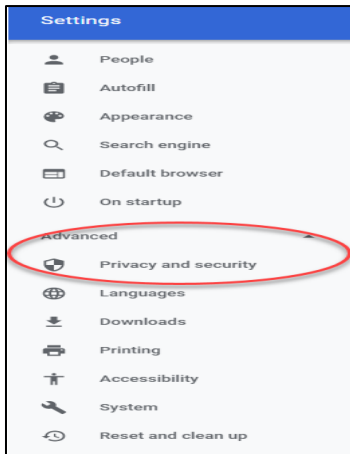 Settings
People
Autofill
Appearance
Search engine
Default browser
On startup
Advanced
Privacy and security
Languages
Downloads
Printing
Accessibility
System
Reset and clean up